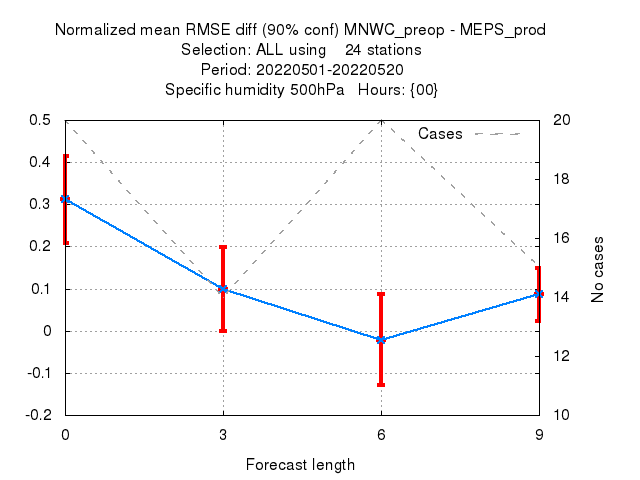 Normalized mean RMSE diff (90% conf) MNWC_preop - MEPS_prod
Selection: ALL using    24 stations
Period: 20220501-20220520
Specific humidity 500hPa   Hours: {00}
Cases
0.5
0.4
0.3
0.2
0.1
0
-0.1
-0.2
20
18
16
14
12
10
No cases
0
3
6
9
Forecast length